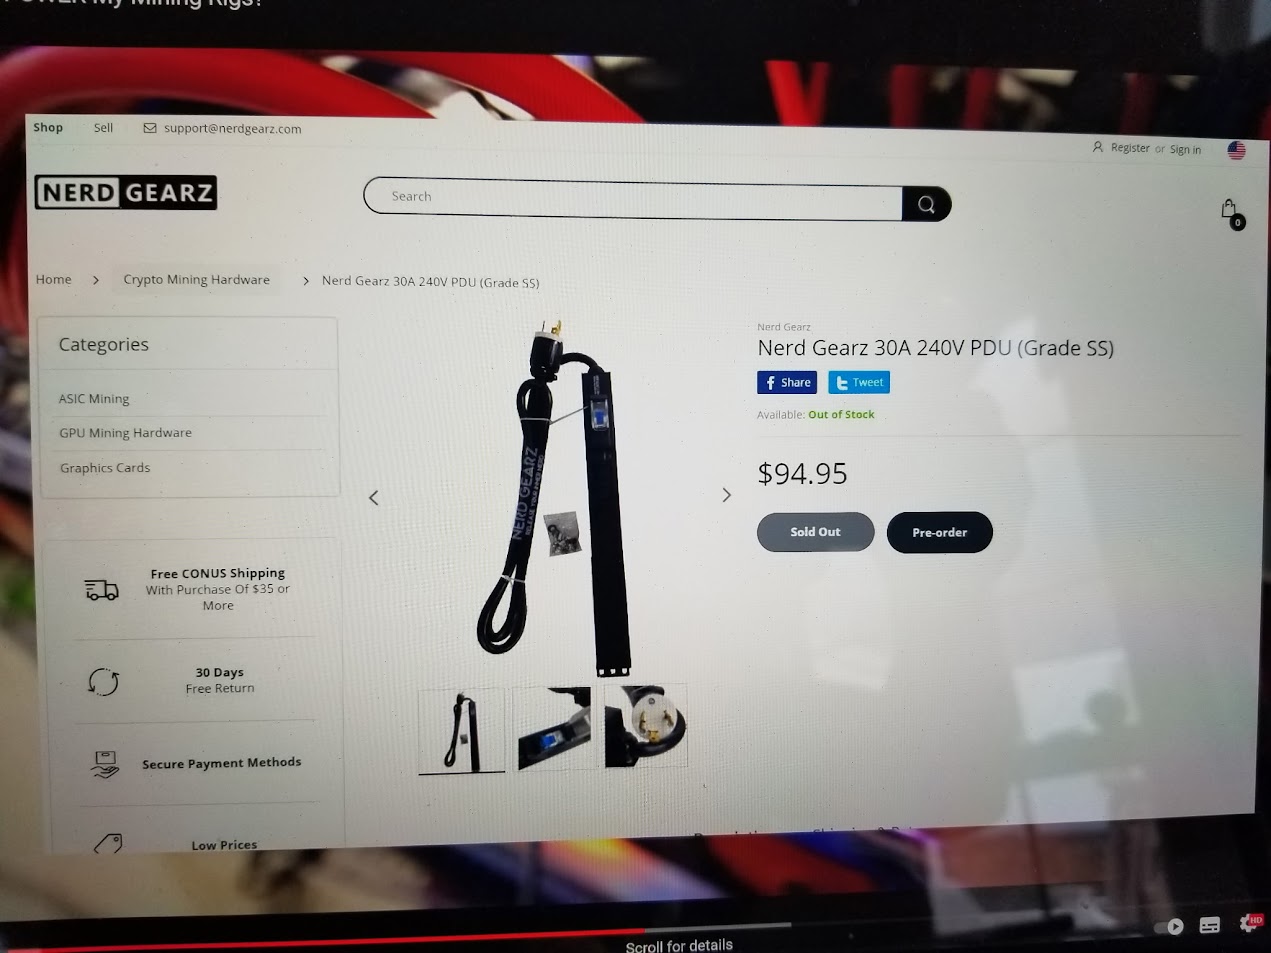 My Mining Rigs?
Shop
Sell
support@nerdgearz.com
Register or Sign in
NERD GEARZ
Search
0
Home
Crypto Mining Hardware
Nerd Gearz 30A 240V PDU (Grade SS)
Categories
ASIC Mining
GPU Mining Hardware
Graphics Cards
Free CONUS Shipping
With Purchase Of $35 or
More
30 Days
Free Return
Secure Payment Methods
Low Prices
NERD GEARZ
Nerd Gearz
Nerd Gearz 30A 240V PDU (Grade SS)
Share
Tweet
Available: Out of Stock
$94.95
Sold Out
Pre-order
Scroll for details
HD